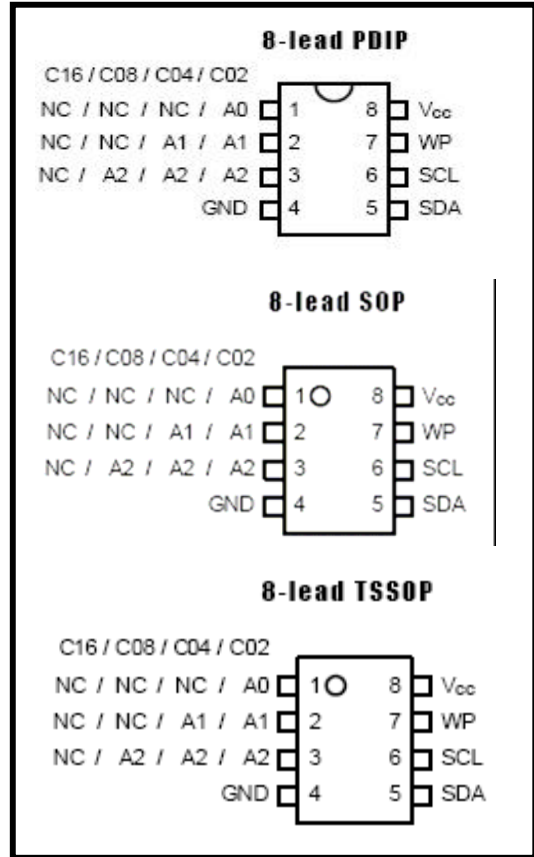 8-lead PDIP
C16 / C08 / C04 / C02
NC / NC / NC / A0 1 8 Vcc
NC / NC / A1 / A1 2 7 WP
NC / A2 / A2 / A2 3 6 SCL
GND 4 5 SDA
8-lead SOP
C16 / C08 / C04 / C02
NC / NC / NC / A0 1 8 Vcc
NC / NC / A1 / A1 2 7 WP
NC / A2 / A2 / A2 3 6 SCL
GND 4 5 SDA
8-lead TSSOP
C16 / C08 / C04 / C02
NC / NC / NC / A0 1 8 Vcc
NC / NC / A1 / A1 2 7 WP
NC / A2 / A2 / A2 3 6 SCL
GND 4 5 SDA